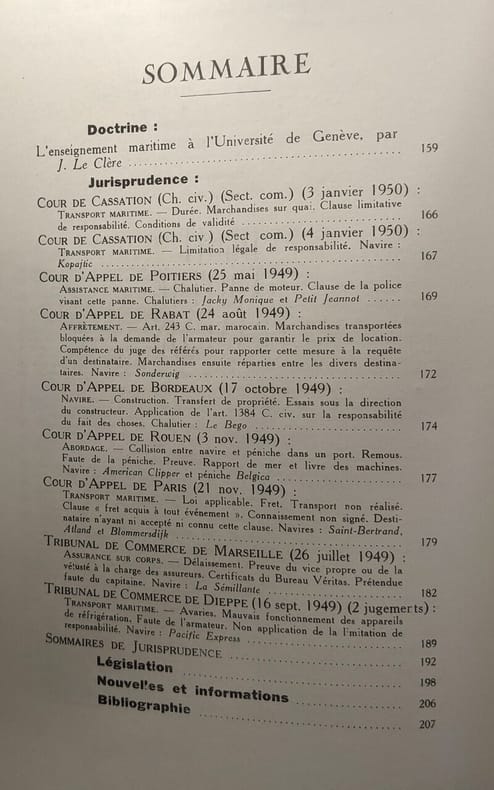 SOMMAIRE
Doctrine :
L'enseignement maritime à l'Université de Genève, par
J. Le Clère .......... 159
Jurisprudence :
COUR DE CASSATION (Ch. civ.) (Sect. com.) (3 janvier 1950) :
TRANSPORT MARITIME. — Durée. Marchandises sur quai. Clause limitative
de responsabilité. Conditions de validité .......... 166
COUR DE CASSATION (Ch. civ.) (Sect. com.) (4 janvier 1950) :
TRANSPORT MARITIME. — Limitation légale de responsabilité. Navire :
Kopajtic .......... 167
COUR D'APPEL DE POITIERS (25 mai 1949) :
ASSISTANCE MARITIME. — Chalutier. Panne de moteur. Clause de la police
visant cette panne. Chalutiers : Jacky Monique et Petit Jeannot ...... 169
COUR D'APPEL DE RABAT (24 août 1949) :
AFFRÈTEMENT. — Art. 243 C. mar. marocain. Marchandises transportées
bloquées à la demande de l'armateur pour garantir le prix de location.
Compétence du juge des référés pour rapporter cette mesure à la requête
d'un destinataire. Marchandises ensuite réparties entre les divers destina-
taires. Navire : Sonderwig .......... 172
COUR D'APPEL DE BORDEAUX (17 octobre 1949) :
NAVIRE. — Construction. Transfert de propriété. Essais sous la direction
du constructeur. Application de l'art. 1384 C. civ. sur la responsabilité
du fait des choses. Chalutier : Le Bego .......... 174
COUR D'APPEL DE ROUEN (3 nov. 1949) :
ABORDAGE. — Collision entre navire et péniche dans un port. Remous.
Faute de la péniche. Preuve. Rapport de mer et livre des machines.
Navire : American Clipper et péniche Belgica .......... 177
COUR D'APPEL DE PARIS (21 nov. 1949) :
TRANSPORT MARITIME. — Loi applicable. Fret. Transport non réalisé.
Clause « fret acquis à tout événement ». Connaissement non signé. Desti-
nataire n'ayant ni accepté ni connu cette clause. Navires : Saint-Bertrand,
Atland et Blommersdijk .......... 179
TRIBUNAL DE COMMERCE DE MARSEILLE (26 juillet 1949) :
ASSURANCE SUR CORPS. — Délaissement. Preuve du vice propre ou de la
vétusté à la charge des assureurs. Certificats du Bureau Véritas. Prétendue
faute du capitaine. Navire : La Sémillante .......... 182
TRIBUNAL DE COMMERCE DE DIEPPE (16 sept. 1949) (2 jugements) :
TRANSPORT MARITIME. — Avaries. Mauvais fonctionnement des appareils
de réfrigération. Faute de l'armateur. Non application de la limitation de
responsabilité. Navire : Pacific Express .......... 189
SOMMAIRES DE JURISPRUDENCE .......... 192
Législation .......... 198
Nouvelles et informations .......... 206
Bibliographie .......... 207